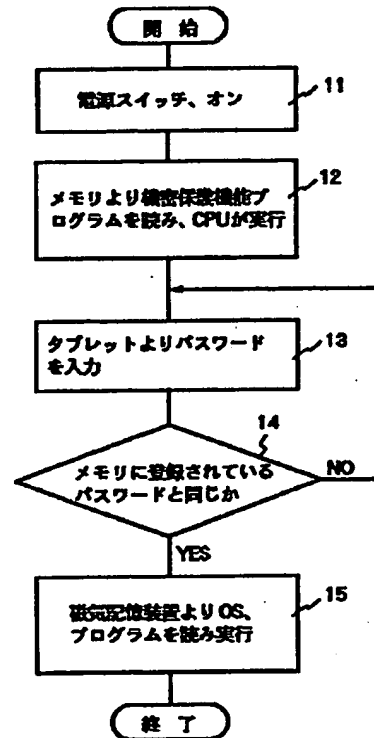 開 始
電源スイッチ、オン
11
メモリより機密保護機能プ
ログラムを読み、CPUが実行
12
タブレットよりパスワード
を入力
13
14
メモリに登録されている
パスワードと同じか
NO
YES
磁気記憶装置よりOS、
プログラムを読み実行
15
終 了